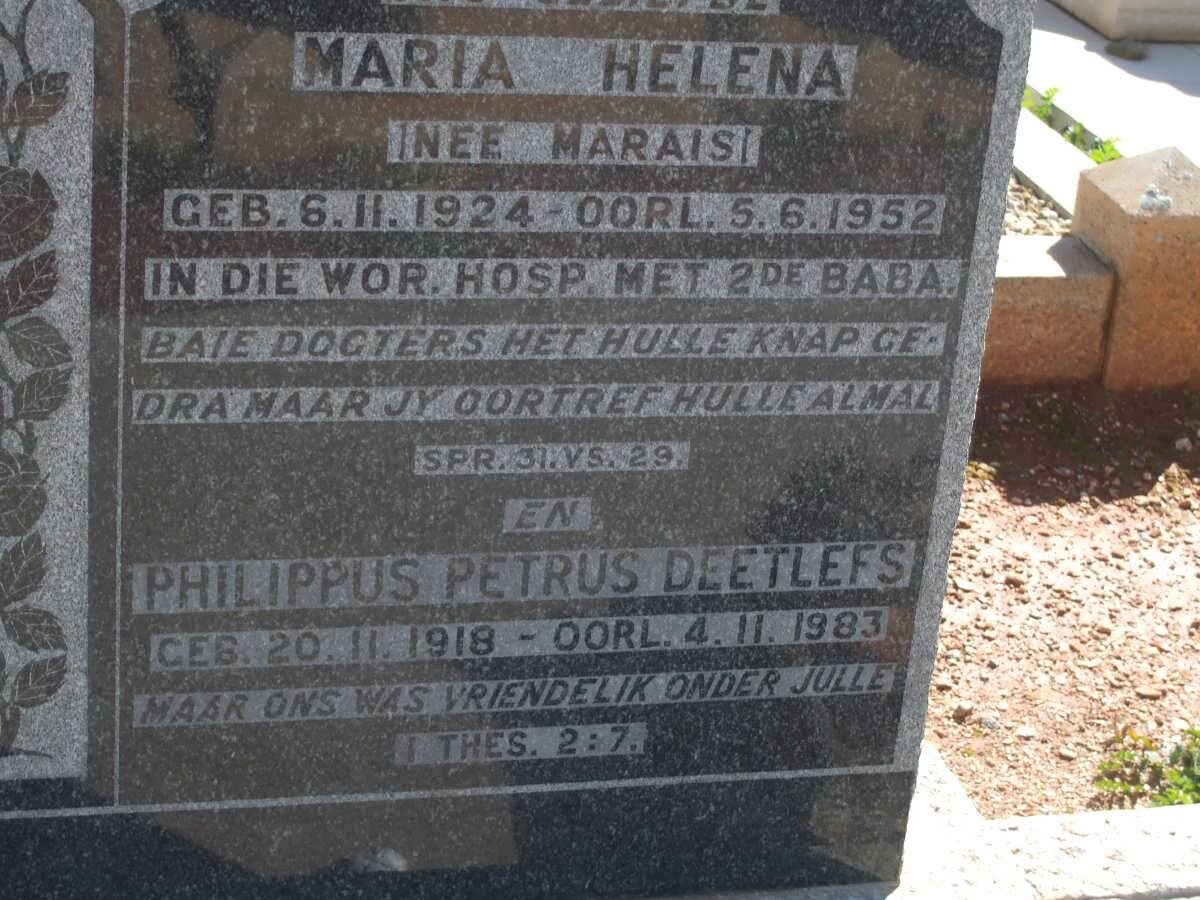 MARIA HELENA
(NEE MARAIS)
GEB. 6.11.1924 - OORL. 5.6.1952
IN DIE WOR. HOSP. MET 2DE BABA.
BAIE DOGTERS HET HULLE KNAP GE-
DRA MAAR JY OORTREF HULLE ALMAL
SPR. 31. VS. 29.
EN
PHILIPPUS PETRUS DEETLEFS
GEB. 20.11.1918 - OORL. 4.11.1983
MAAR ONS WAS VRIENDELIK ONDER JULLE
I THES. 2:7.